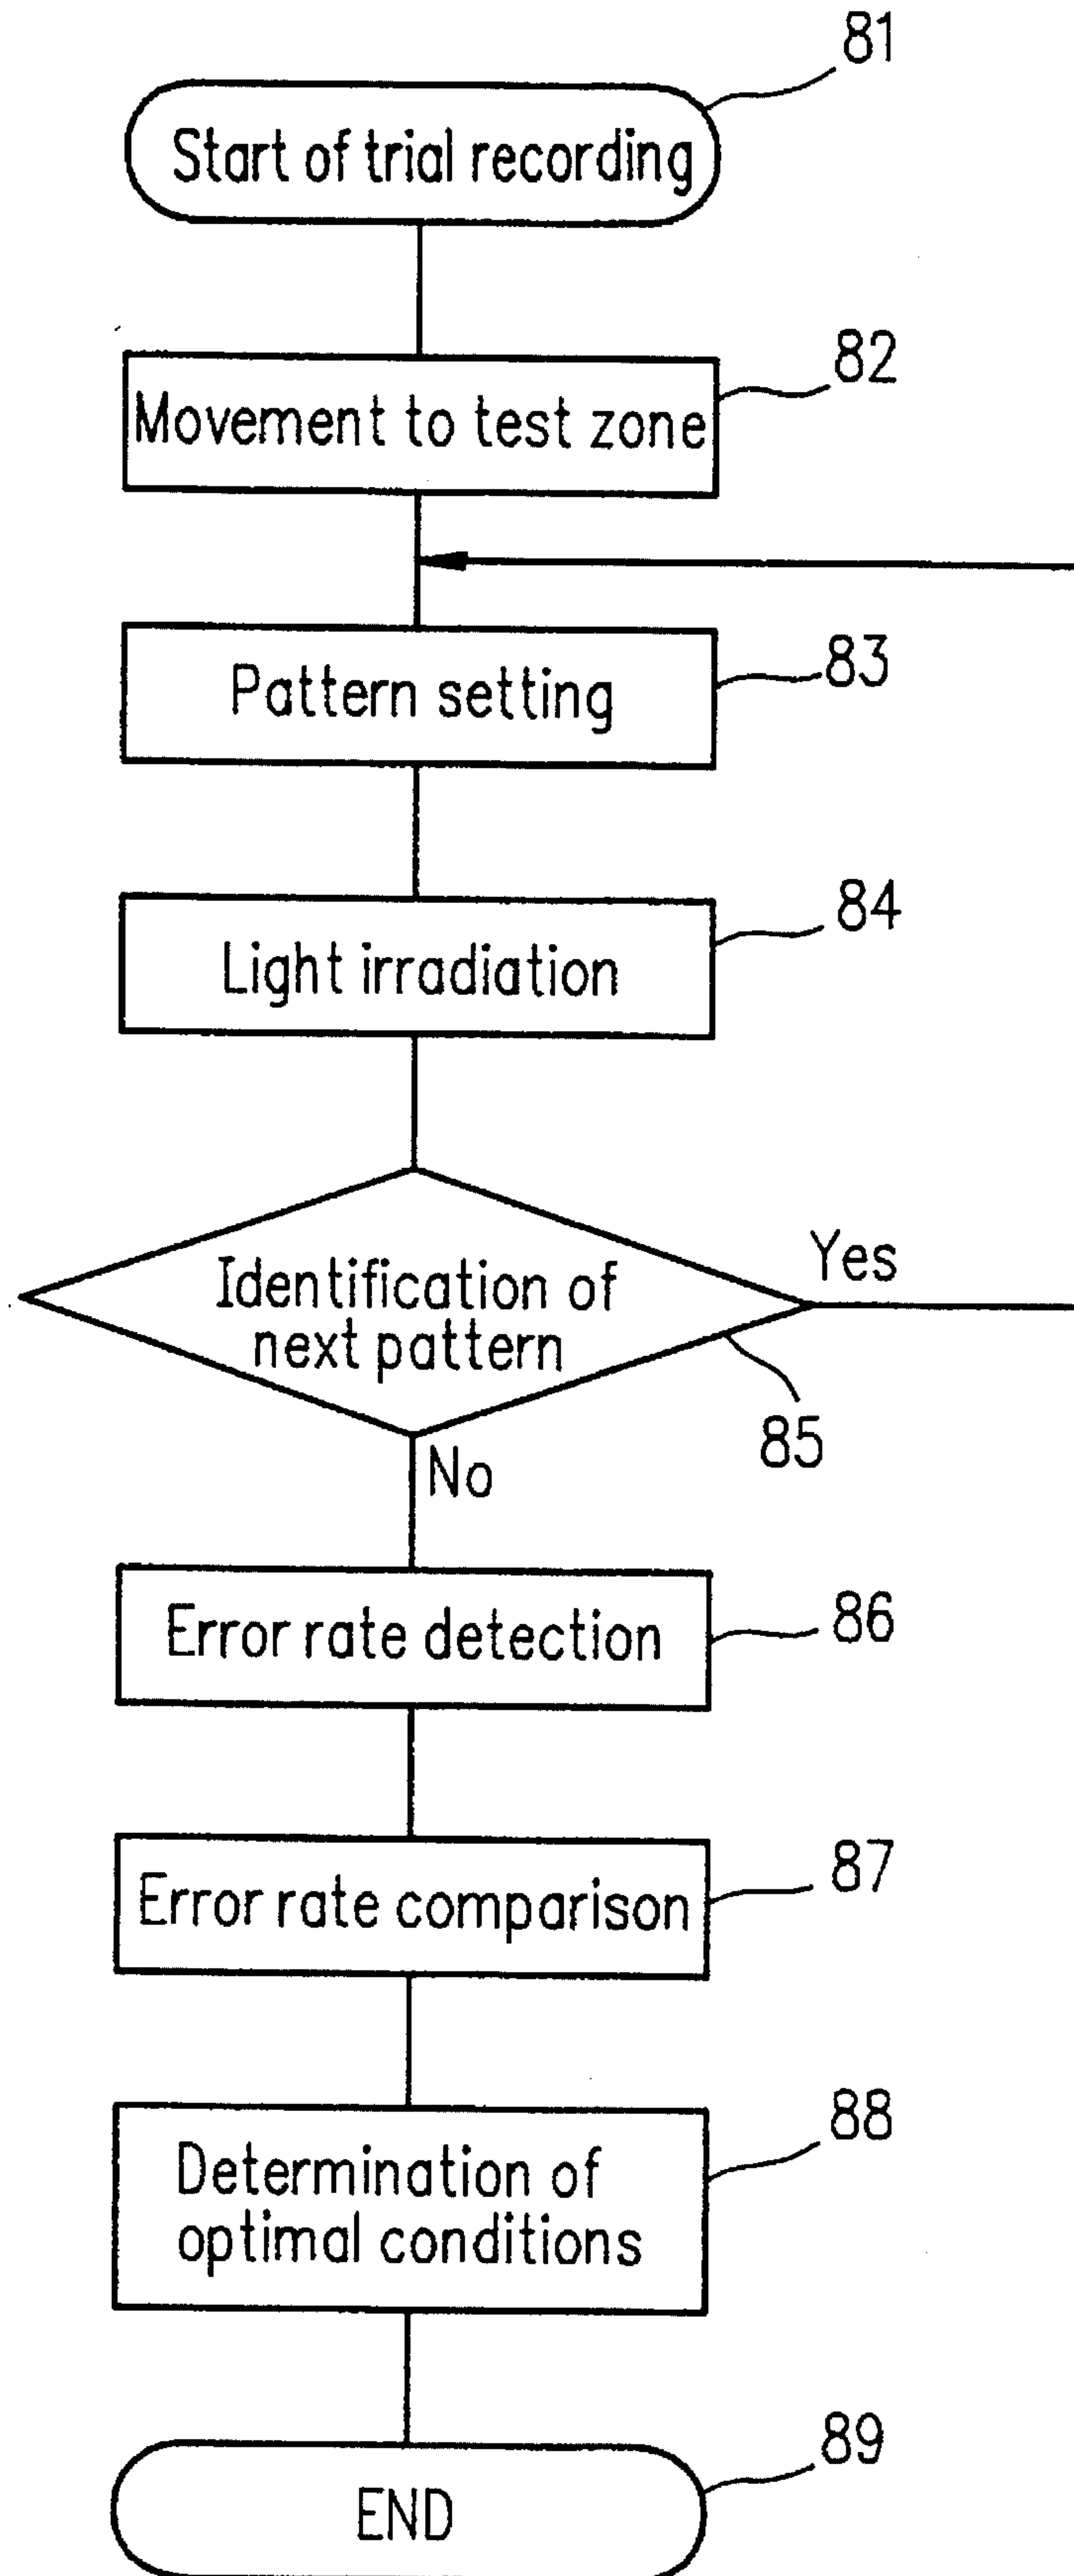 81
Start of trial recording
82
Movement to test zone
83
Pattern setting
84
Light irradiation
Yes
Identification of
next pattern
85
No
86
Error rate detection
87
Error rate comparison
88
Determination of
optimal conditions
89
END